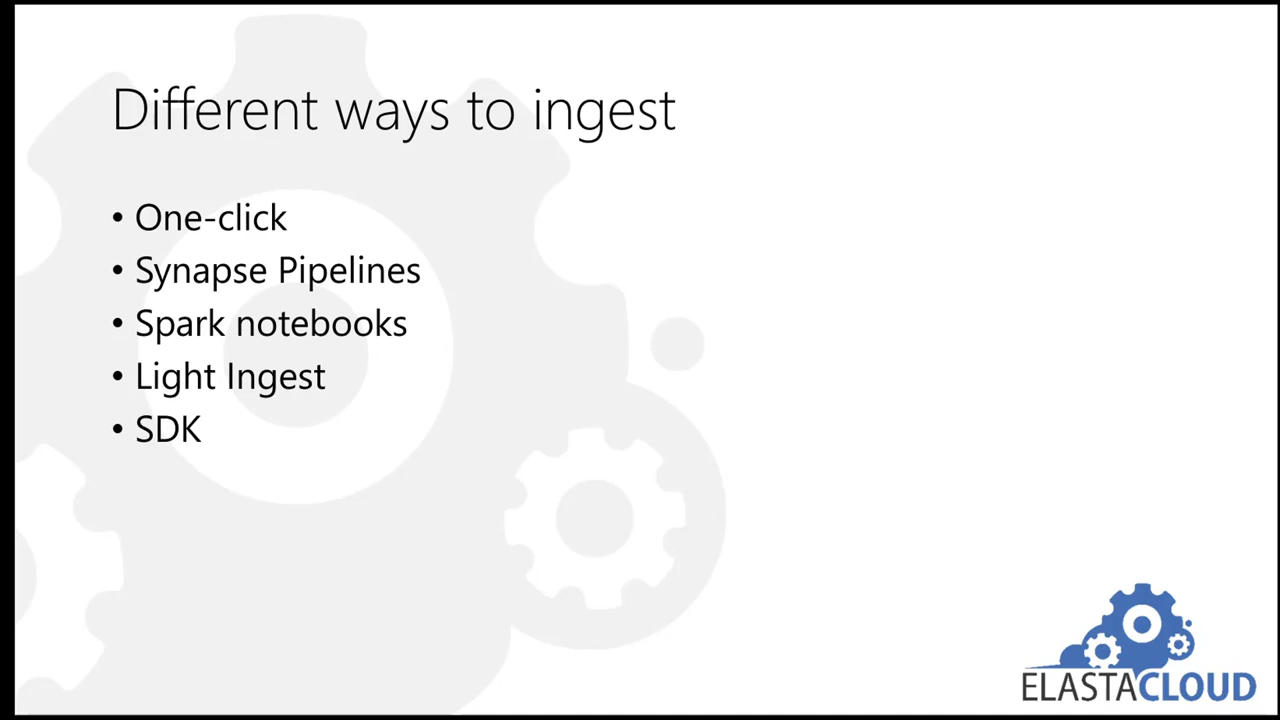 Different ways to ingest
• One-click
• Synapse Pipelines
• Spark notebooks
• Light Ingest
• SDK
ELASTACLOUD